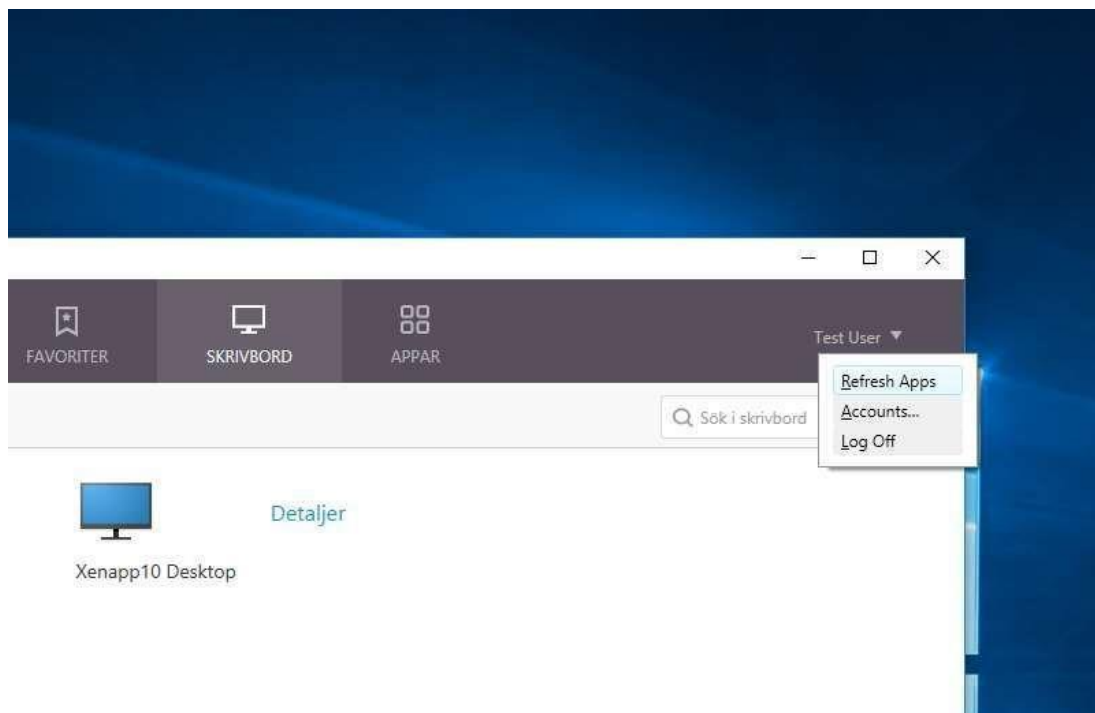 FAVORITER
SKRIVBORD
APPAR
Test User
Refresh Apps
Accounts...
Log Off
Sök i skrivbord
Detaljer
Xenapp10 Desktop